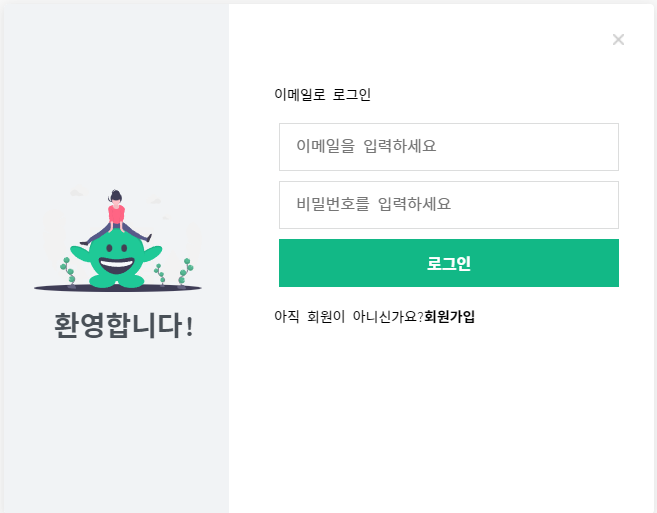 이메일로 로그인
이메일을 입력하세요
비밀번호를 입력하세요
로그인
아직 회원이 아니신가요?회원가입
환영합니다!